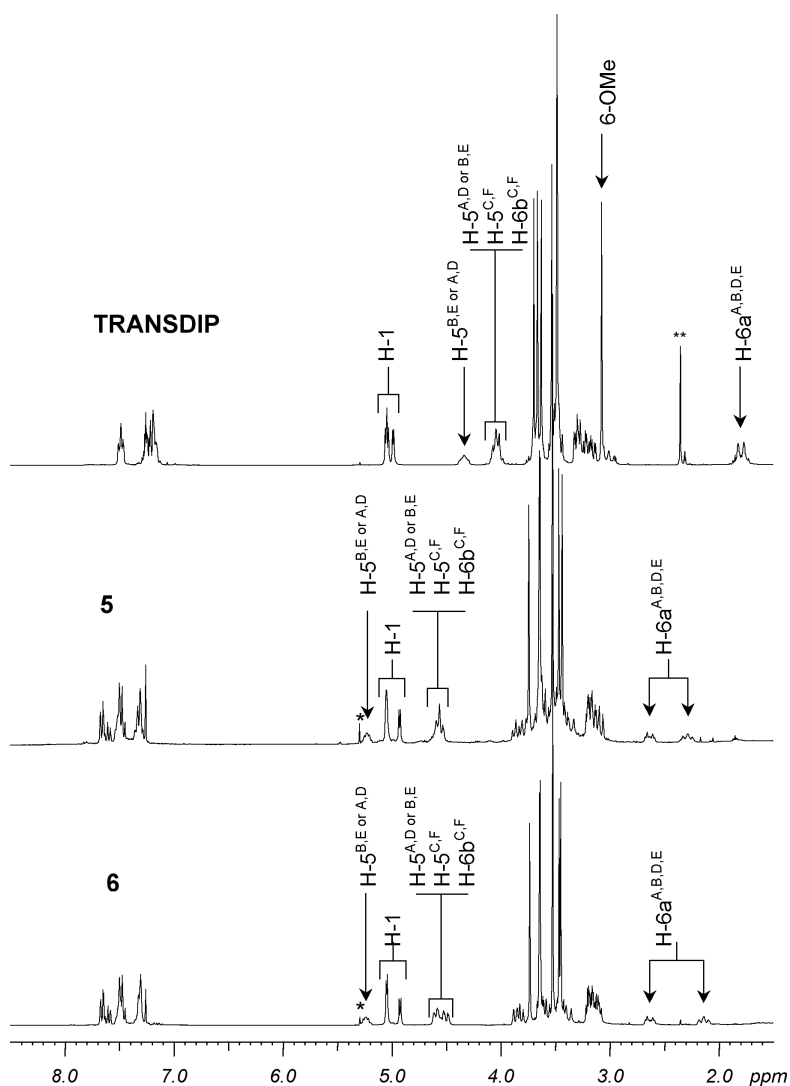 6-OMe
H-5A,D or B,E
H-5C,F
H-6bC,F
TRANSDIP
H-1
H-5B,E or A,D
**
H-6aA,B,D,E
5
H-5B,E or A,D
H-5A,D or B,E
H-5C,F
H-6bC,F
H-1
H-6aA,B,D,E
*
6
H-5B,E or A,D
H-5A,D or B,E
H-5C,F
H-6bC,F
H-1
H-6aA,B,D,E
*
8.0 7.0 6.0 5.0 4.0 3.0 2.0 ppm